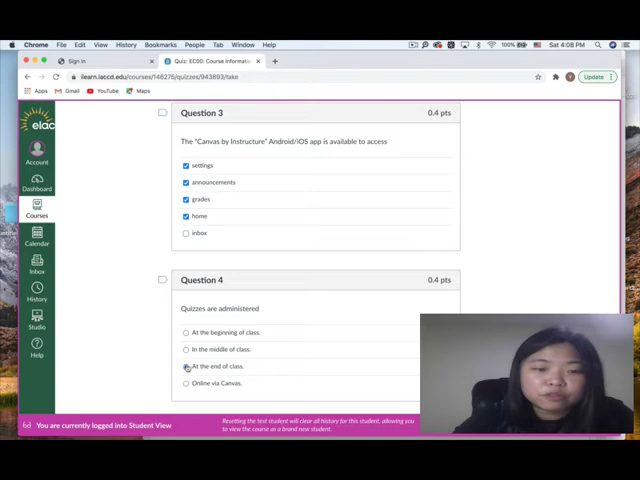 Chrome File Edit View History Bookmarks People Tab Window Help
100% Sat 4:08 PM
Sign In
Quiz: EC00: Course Informatio
ilearn.laccd.edu/courses/146275/quizzes/943893/take
Update
Apps Gmail YouTube Maps
elac
Account
Dashboard
Courses
Calendar
Inbox
History
Studio
Help
Question 3
0.4 pts
The "Canvas by Instructure" Android/iOS app is available to access
settings
announcements
grades
home
inbox
Question 4
0.4 pts
Quizzes are administered
At the beginning of class.
In the middle of class.
At the end of class.
Online via Canvas.
You are currently logged into Student View
Resetting the test student will clear all history for this student, allowing
you to view the course as a brand new student.